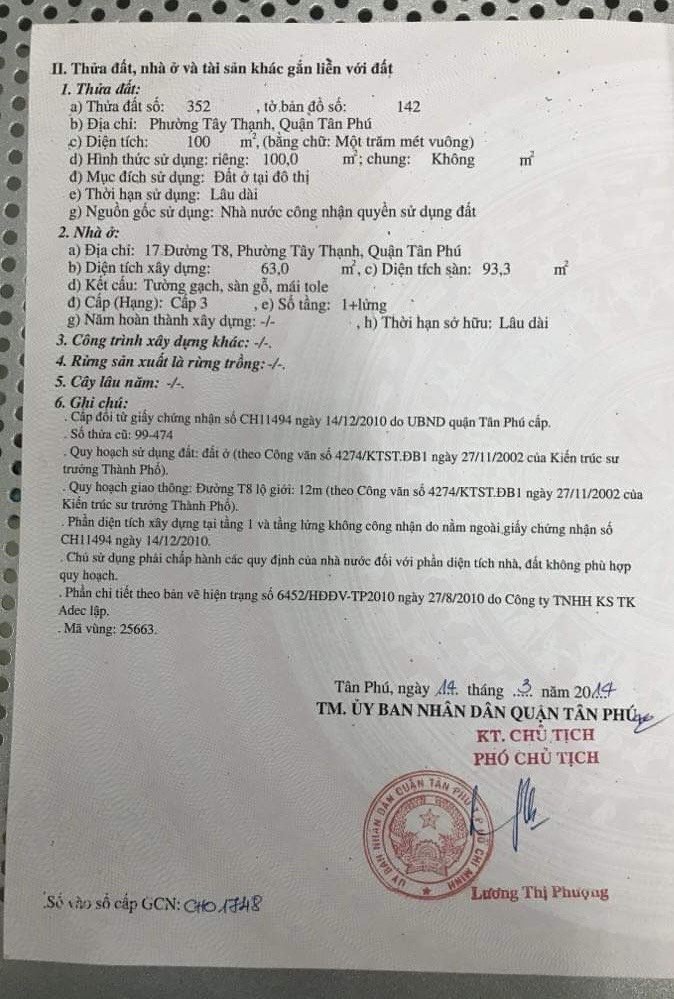 II. Thửa đất, nhà ở và tài sản khác gắn liền với đất
1. Thửa đất:
a) Thửa đất số: 352 , tờ bản đồ số: 142
b) Địa chỉ: Phường Tây Thạnh, Quận Tân Phú
c) Diện tích: 100 m², (bằng chữ: Một trăm mét vuông)
d) Hình thức sử dụng: riêng: 100,0 m²; chung: Không m²
đ) Mục đích sử dụng: Đất ở tại đô thị
e) Thời hạn sử dụng: Lâu dài
g) Nguồn gốc sử dụng: Nhà nước công nhận quyền sử dụng đất
2. Nhà ở:
a) Địa chỉ: 17 Đường T8, Phường Tây Thạnh, Quận Tân Phú
b) Diện tích xây dựng: 63,0 m², c) Diện tích sàn: 93,3 m²
d) Kết cấu: Tường gạch, sàn gỗ, mái tole
đ) Cấp (Hạng): Cấp 3 , e) Số tầng: 1+lửng
g) Năm hoàn thành xây dựng: -/- , h) Thời hạn sở hữu: Lâu dài
3. Công trình xây dựng khác: -/-.
4. Rừng sản xuất là rừng trồng: -/-.
5. Cây lâu năm: -/-.
6. Ghi chú:
. Cấp đổi từ giấy chứng nhận số CH11494 ngày 14/12/2010 do UBND quận Tân Phú cấp.
. Số thửa cũ: 99-474
. Quy hoạch sử dụng đất: đất ở (theo Công văn số 4274/KTST.ĐB1 ngày 27/11/2002 của Kiến trúc sư
trưởng Thành Phố).
. Quy hoạch giao thông: Đường T8 lộ giới: 12m (theo Công văn số 4274/KTST.ĐB1 ngày 27/11/2002 của
Kiến trúc sư trưởng Thành Phố).
. Phần diện tích xây dựng tại tầng 1 và tầng lửng không công nhận do nằm ngoài giấy chứng nhận số
CH11494 ngày 14/12/2010.
. Chủ sử dụng phải chấp hành các quy định của nhà nước đối với phần diện tích nhà, đất không phù hợp
quy hoạch.
. Phần chi tiết theo bản vẽ hiện trạng số 6452/HĐĐV-TP2010 ngày 27/8/2010 do Công ty TNHH KS TK
Adec lập.
. Mã vùng: 25663.
Tân Phú, ngày 14 tháng 3 năm 2014
TM. ỦY BAN NHÂN DÂN QUẬN TÂN PHÚ
KT. CHỦ TỊCH
PHÓ CHỦ TỊCH
ỦY BAN NHÂN DÂN QUẬN TÂN PHÚ T.P HỒ CHÍ MINH
Lương Thị Phượng
Số vào sổ cấp GCN: CH01748